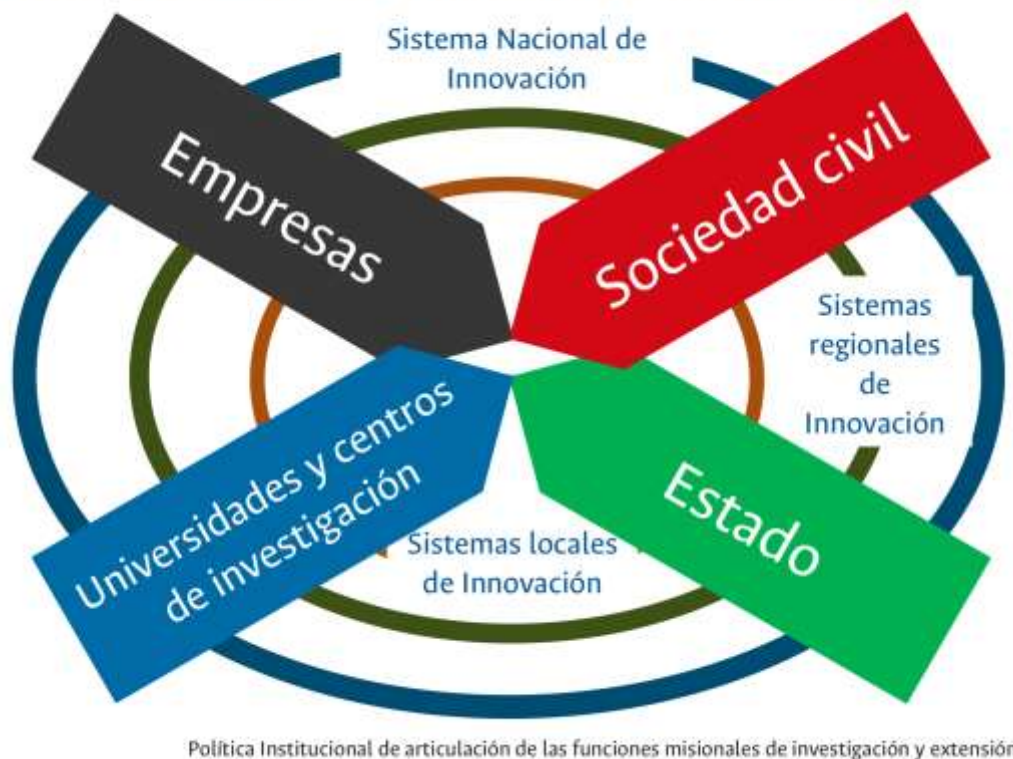 Sistema Nacional de
Innovación
Empresas
Sociedad civil
Sistemas
regionales
de
Innovación
Universidades y centros
de investigación
Estado
Sistemas locales
de Innovación
Política Institucional de articulación de las funciones misionales de investigación y extensión